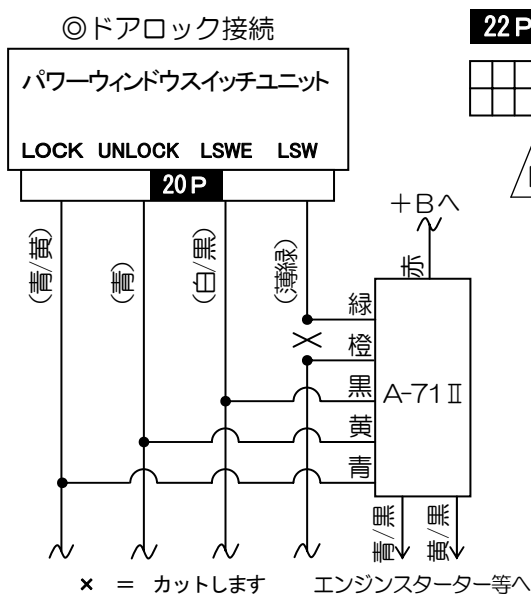 ◎ドアロック接続
22P
パワーウィンドウスイッチユニット
LOCK UNLOCK LSWE LSW
20P
+Bへ
(青/黄)
(青)
(白/黒)
(薄緑)
赤
緑
橙
黒
黄
青
A-71Ⅱ
青/黒
黄/黒
× = カットします
エンジンスターター等へ